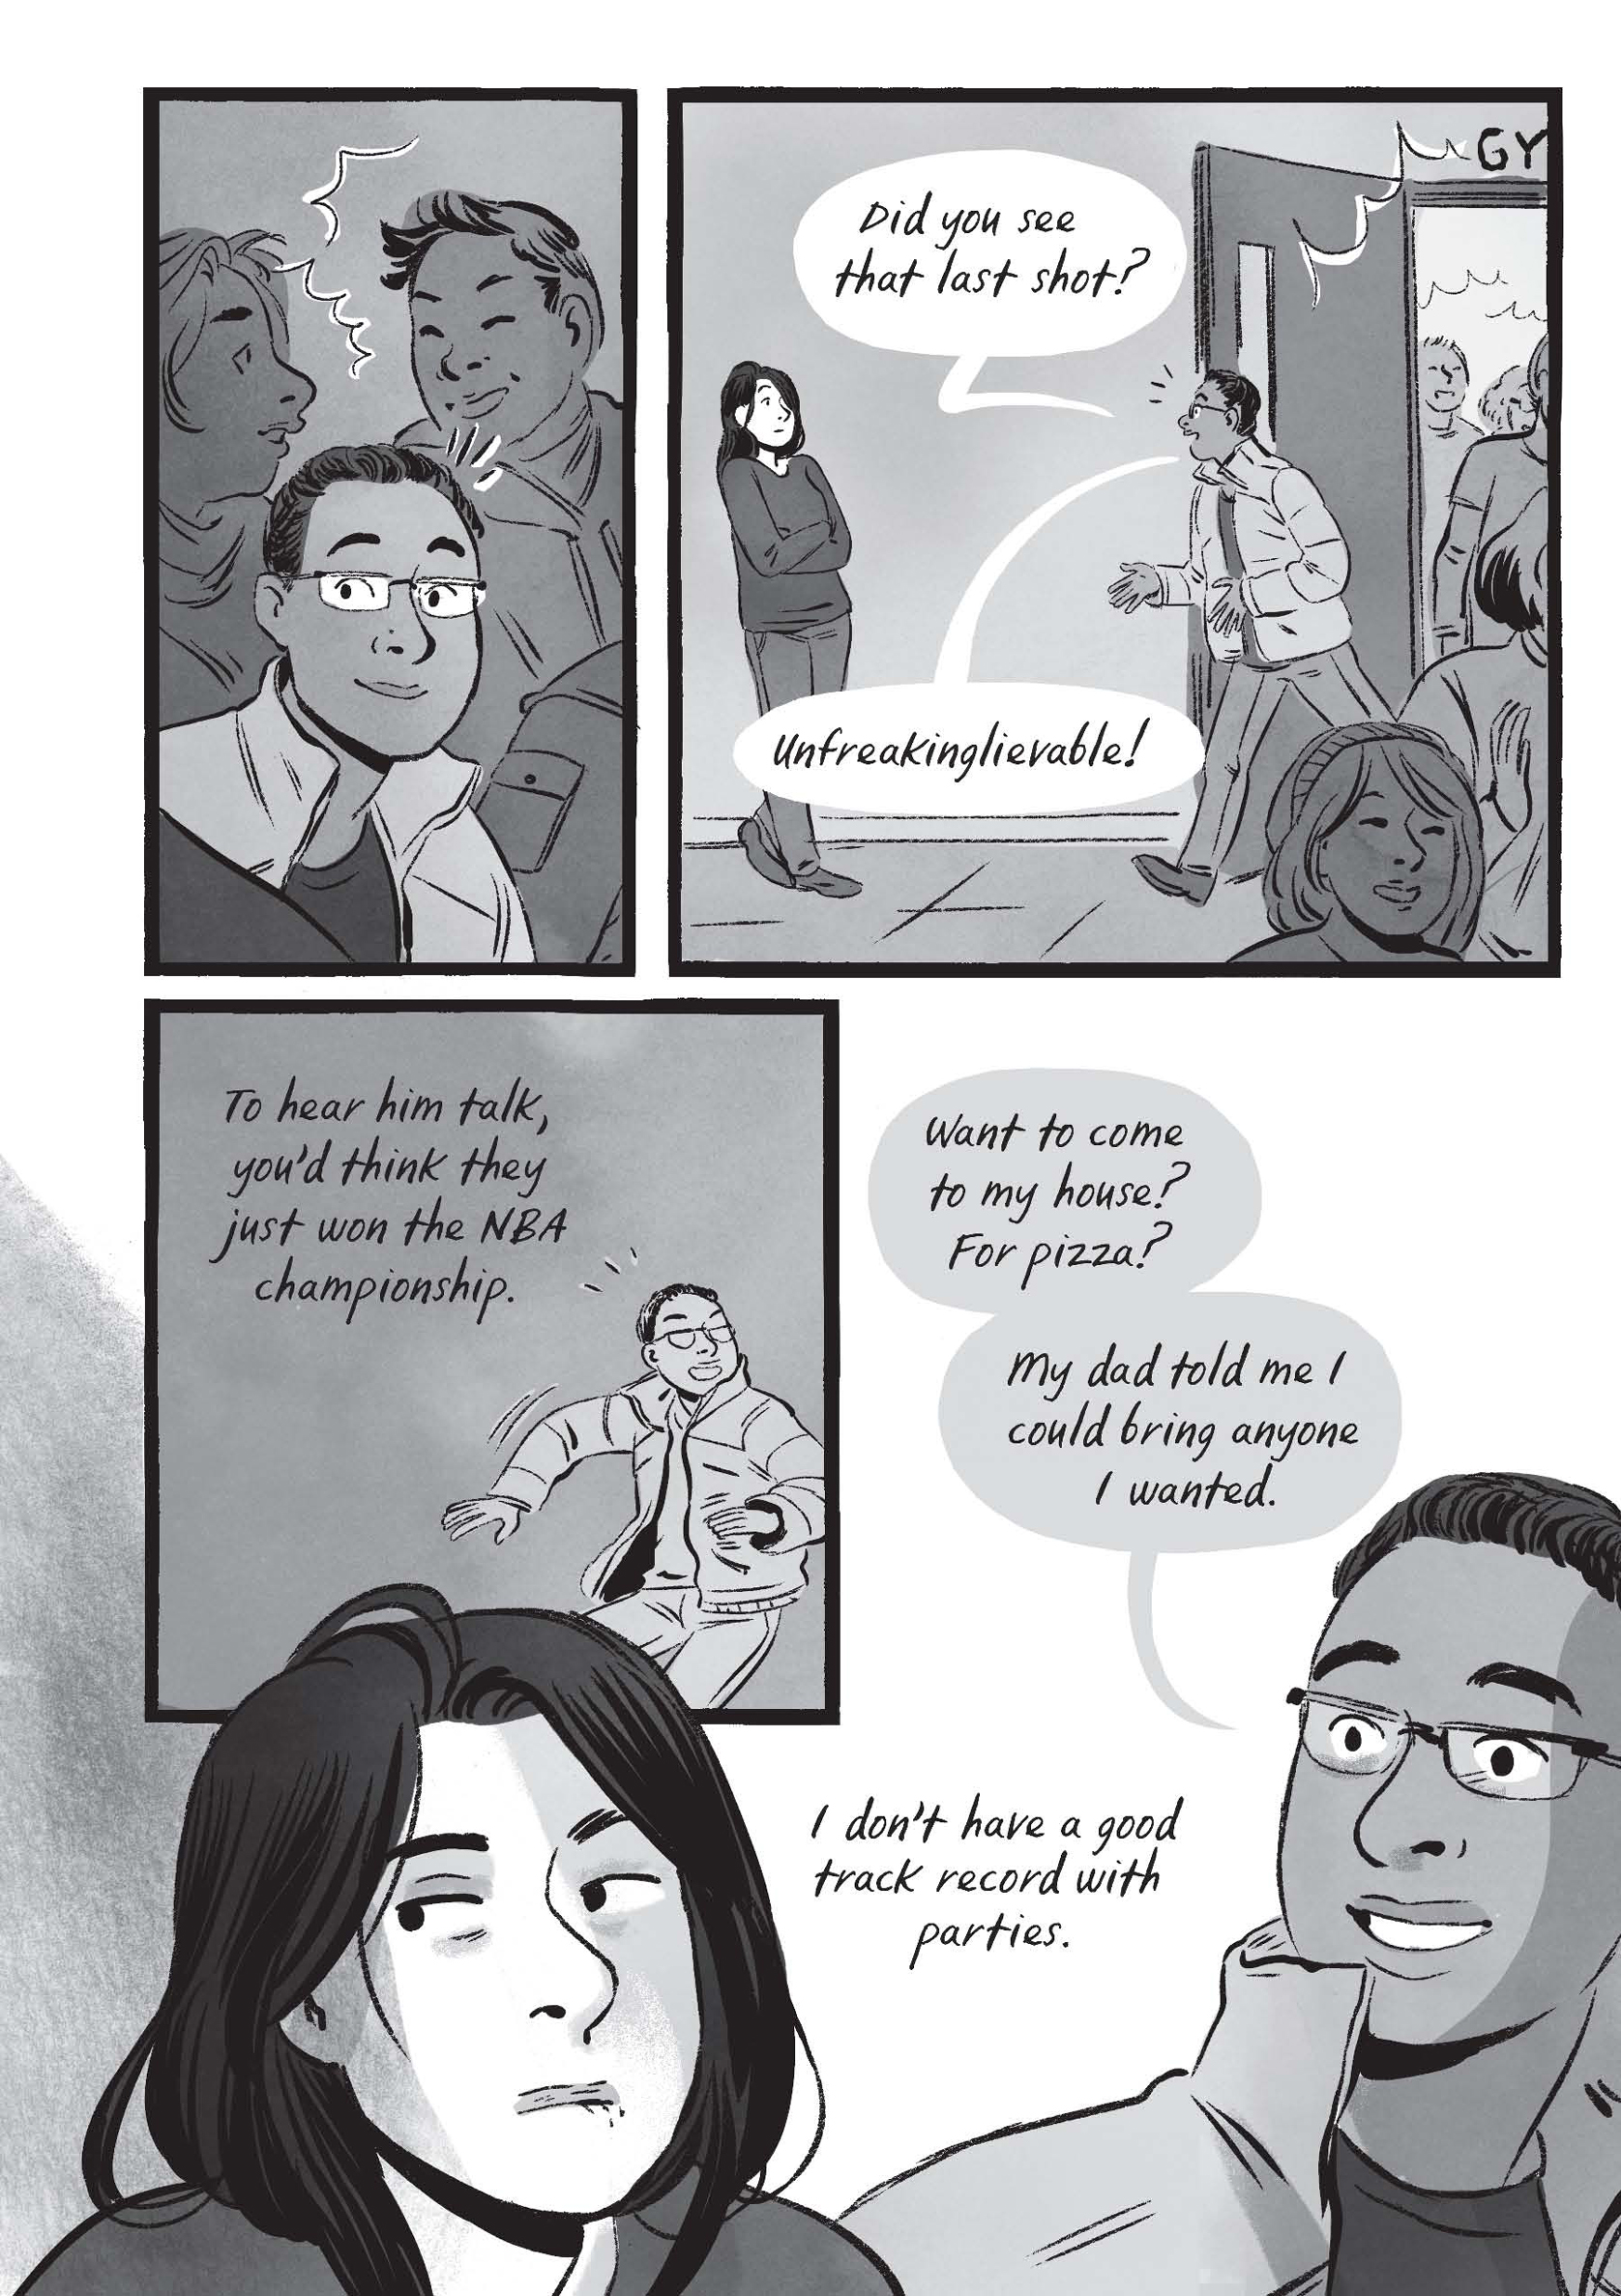 GY
Did you see
that last shot?
Unfreakinglievable!
To hear him talk,
you'd think they
just won the NBA
championship.
Want to come
to my house?
For pizza?
My dad told me I
could bring anyone
I wanted.
I don't have a good
track record with
parties.